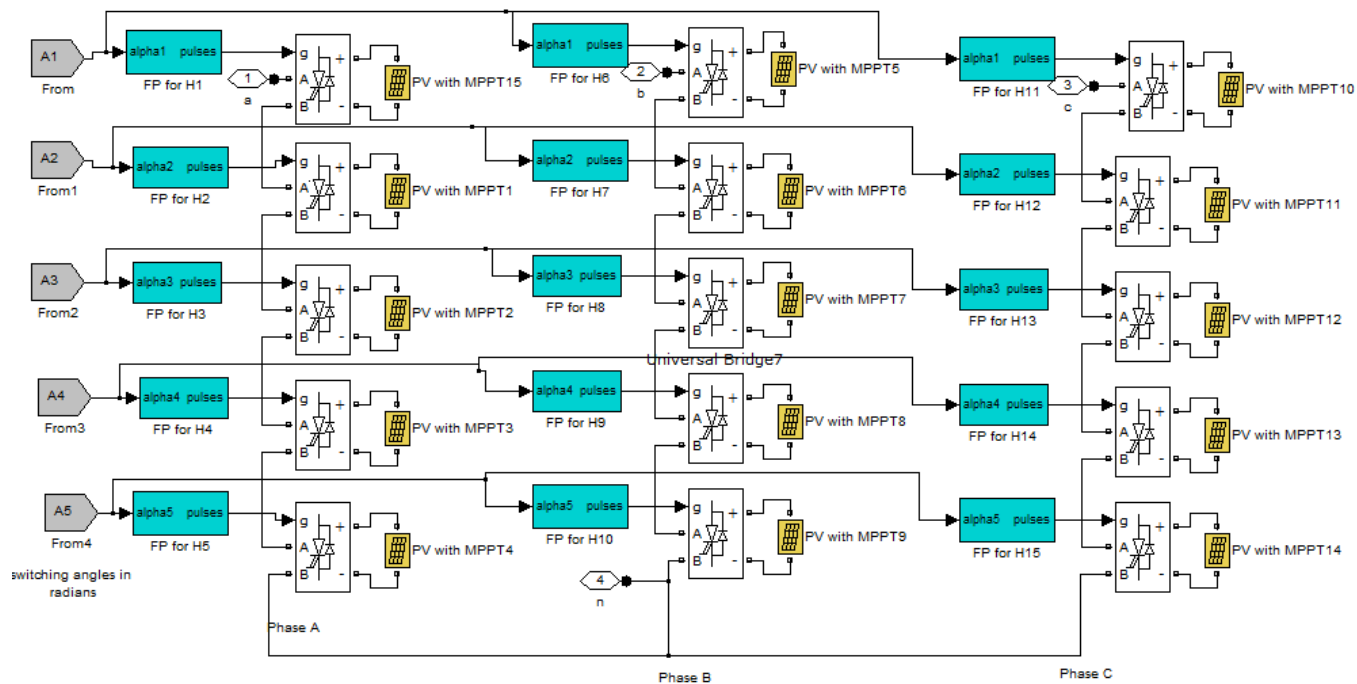 A1
From
alpha1 pulses
FP for H1
1
a
g
A
B
+
-
PV with MPPT15
alpha1 pulses
FP for H6
2
b
g
A
B
+
-
PV with MPPT5
alpha1 pulses
FP for H11
3
c
g
A
B
+
-
PV with MPPT10
A2
From1
alpha2 pulses
FP for H2
g
A
B
+
-
PV with MPPT1
alpha2 pulses
FP for H7
g
A
B
+
-
PV with MPPT6
alpha2 pulses
FP for H12
g
A
B
+
-
PV with MPPT11
A3
From2
alpha3 pulses
FP for H3
g
A
B
+
-
PV with MPPT2
alpha3 pulses
FP for H8
g
A
B
+
-
PV with MPPT7
alpha3 pulses
FP for H13
g
A
B
+
-
PV with MPPT12
Universal Bridge7
A4
From3
alpha4 pulses
FP for H4
g
A
B
+
-
PV with MPPT3
alpha4 pulses
FP for H9
g
A
B
+
-
PV with MPPT8
alpha4 pulses
FP for H14
g
A
B
+
-
PV with MPPT13
A5
From4
alpha5 pulses
FP for H5
g
A
B
+
-
PV with MPPT4
alpha5 pulses
FP for H10
g
A
B
+
-
PV with MPPT9
alpha5 pulses
FP for H15
g
A
B
+
-
PV with MPPT14
switching angles in
radians
4
n
Phase A
Phase B
Phase C